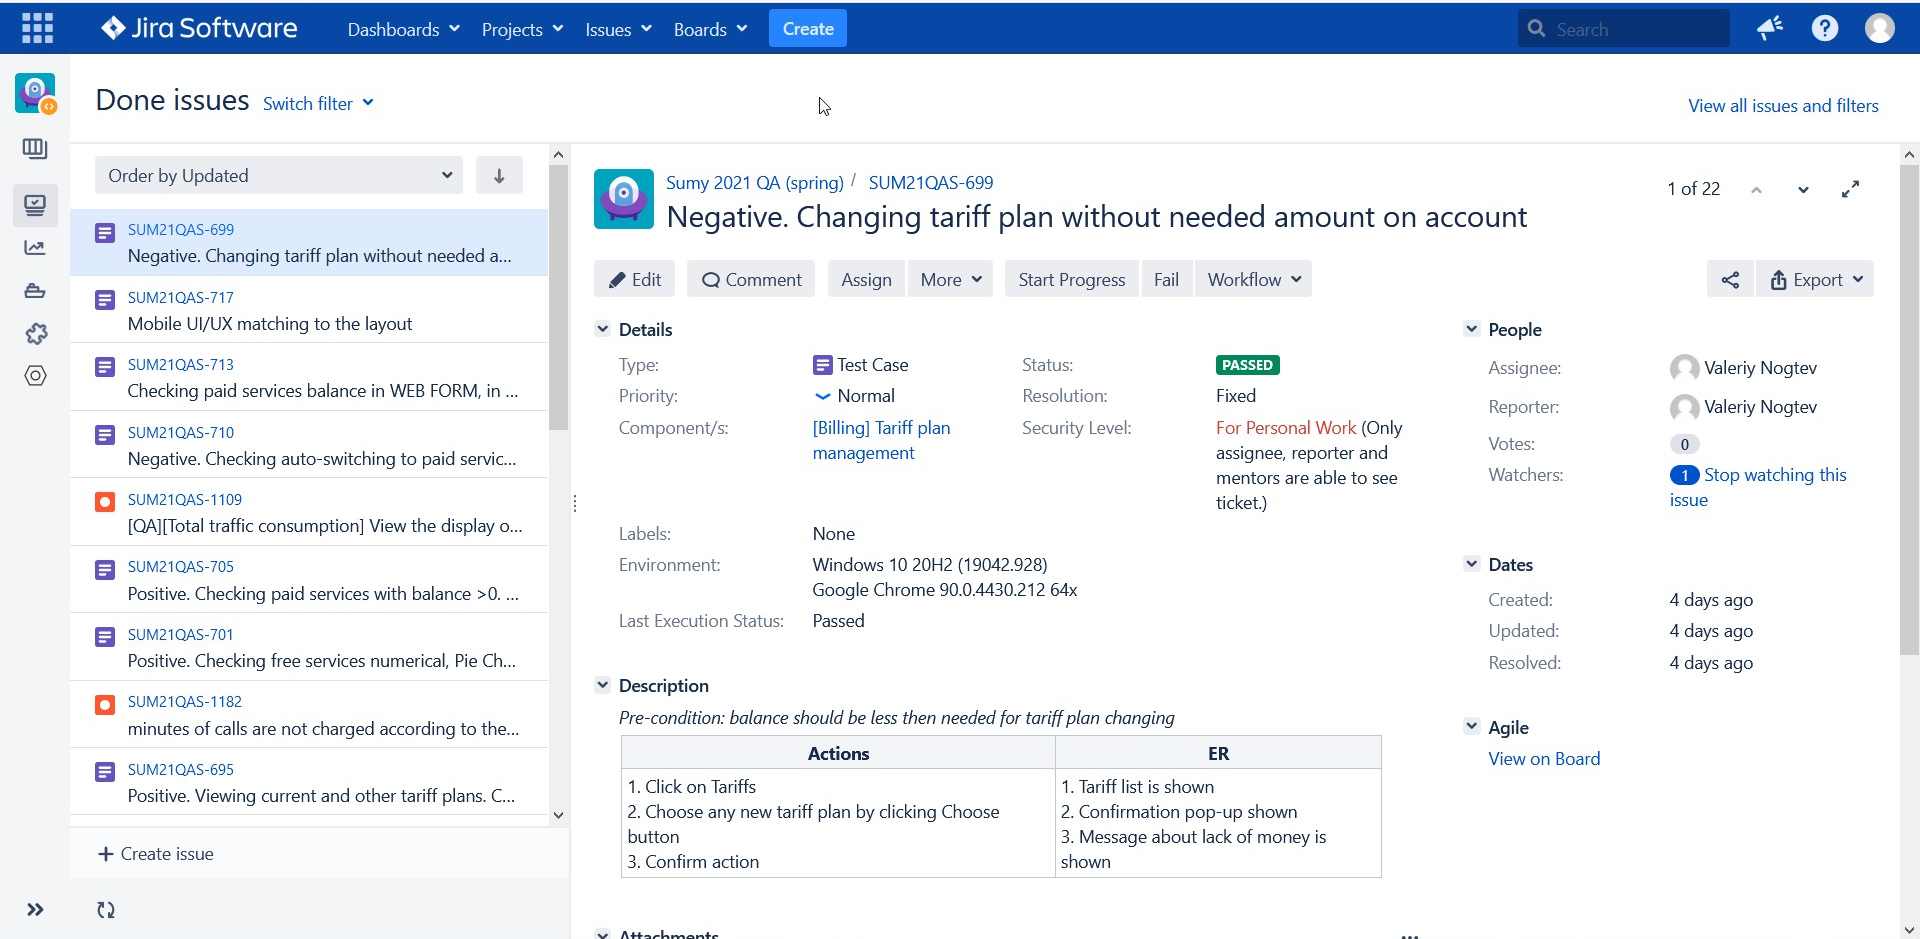 Jira Software Dashboards Projects Issues Boards Create Search
Done issues Switch filter View all issues and filters
Order by Updated
SUM21QAS-699
Negative. Changing tariff plan without needed a...
SUM21QAS-717
Mobile UI/UX matching to the layout
SUM21QAS-713
Checking paid services balance in WEB FORM, in ...
SUM21QAS-710
Negative. Checking auto-switching to paid servic...
SUM21QAS-1109
[QA][Total traffic consumption] View the display o...
SUM21QAS-705
Positive. Checking paid services with balance >0. ...
SUM21QAS-701
Positive. Checking free services numerical, Pie Ch...
SUM21QAS-1182
minutes of calls are not charged according to the...
SUM21QAS-695
Positive. Viewing current and other tariff plans. C...
+ Create issue
Sumy 2021 QA (spring) / SUM21QAS-699
Negative. Changing tariff plan without needed amount on account
1 of 22
Edit Comment Assign More Start Progress Fail Workflow Export
Details
Type: Test Case
Priority: Normal
Component/s: [Billing] Tariff plan
management
Status: PASSED
Resolution: Fixed
Security Level: For Personal Work (Only
assignee, reporter and
mentors are able to see
ticket.)
Labels: None
Environment: Windows 10 20H2 (19042.928)
Google Chrome 90.0.4430.212 64x
Last Execution Status: Passed
Description
Pre-condition: balance should be less then needed for tariff plan changing
Actions
1. Click on Tariffs
2. Choose any new tariff plan by clicking Choose
button
3. Confirm action
ER
1. Tariff list is shown
2. Confirmation pop-up shown
3. Message about lack of money is
shown
Attachments
People
Assignee: Valeriy Nogtev
Reporter: Valeriy Nogtev
Votes: 0
Watchers: 1 Stop watching this
issue
Dates
Created: 4 days ago
Updated: 4 days ago
Resolved: 4 days ago
Agile
View on Board